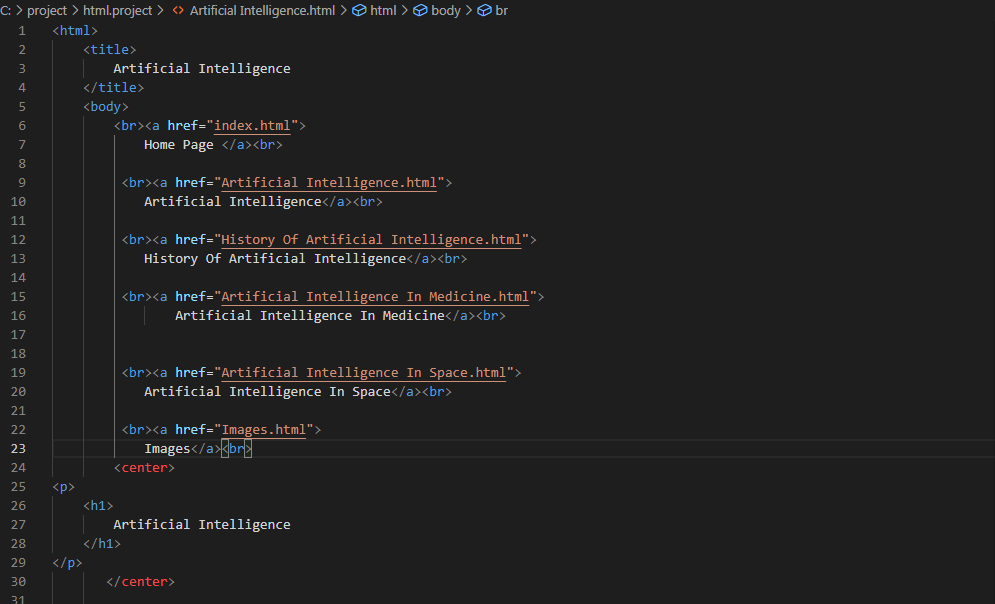 C: > project > html.project > <> Artificial Intelligence.html > html > body > br
1 <html>
2 <title>
3 Artificial Intelligence
4 </title>
5 <body>
6 <br><a href="index.html">
7 Home Page </a><br>
8
9 <br><a href="Artificial Intelligence.html">
10 Artificial Intelligence</a><br>
11
12 <br><a href="History Of Artificial Intelligence.html">
13 History Of Artificial Intelligence</a><br>
14
15 <br><a href="Artificial Intelligence In Medicine.html">
16 Artificial Intelligence In Medicine</a><br>
17
18
19 <br><a href="Artificial Intelligence In Space.html">
20 Artificial Intelligence In Space</a><br>
21
22 <br><a href="Images.html">
23 Images</a><br>
24 <center>
25 <p>
26 <h1>
27 Artificial Intelligence
28 </h1>
29 </p>
30 </center>
31